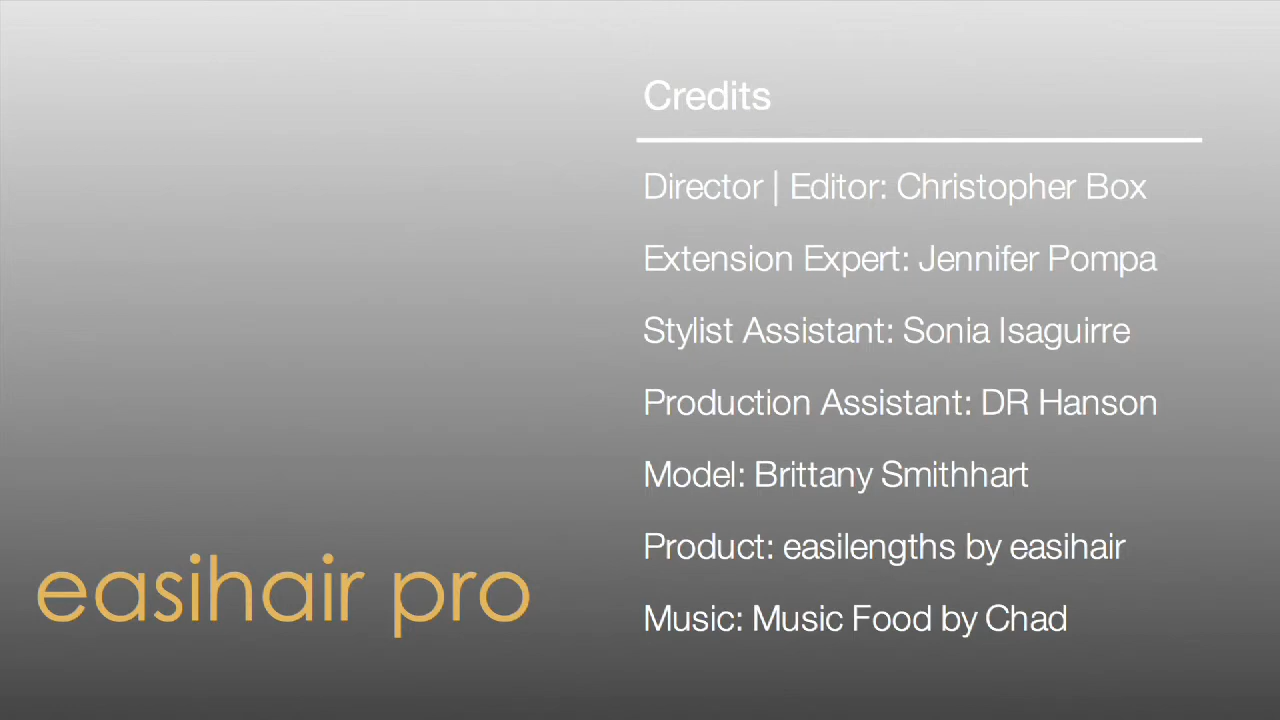 Credits
Director | Editor: Christopher Box
Extension Expert: Jennifer Pompa
Stylist Assistant: Sonia Isaguirre
Production Assistant: DR Hanson
Model: Brittany Smithhart
Product: easilengths by easihair
Music: Music Food by Chad
easihair pro